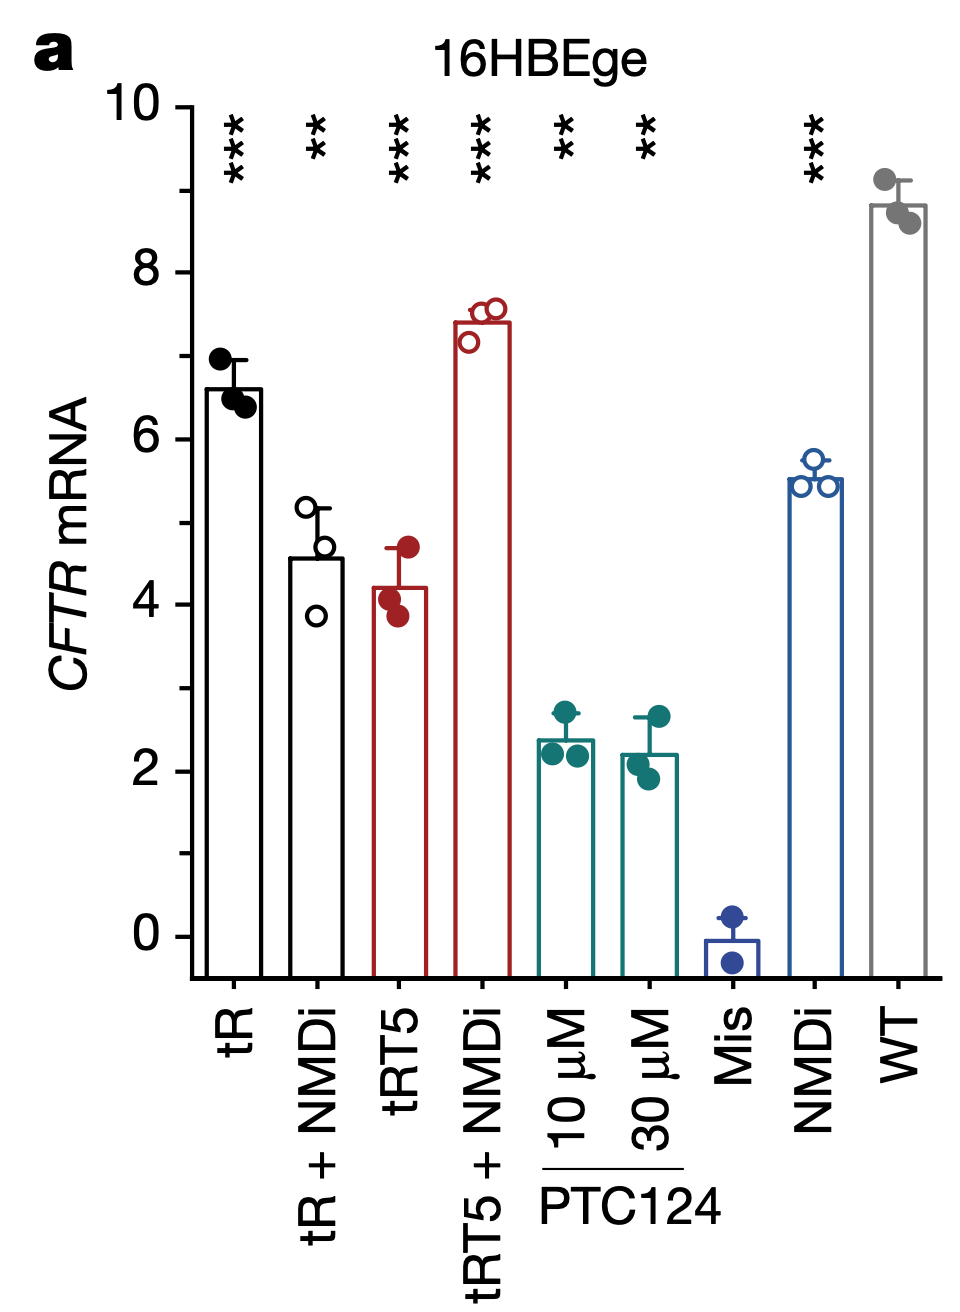 a
16HBEge
10
8
6
4
2
0
CFTR mRNA
*** ** *** *** ** ** ***
tR
tR + NMDi
tRT5
tRT5 + NMDi
10 μM
30 μM
Mis
NMDi
WT
PTC124